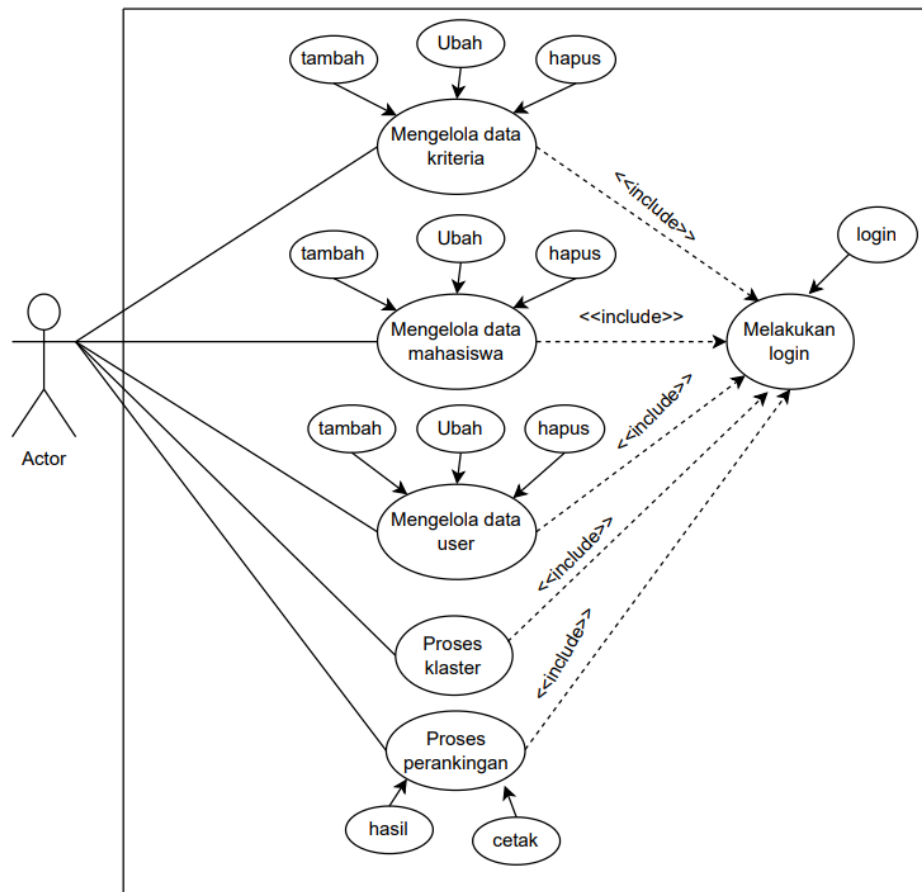 tambah
Ubah
hapus
Mengelola data
kriteria
<<include>>
tambah
Ubah
hapus
login
Mengelola data
mahasiswa
<<include>>
Melakukan
login
Actor
tambah
Ubah
hapus
<<include>>
Mengelola data
user
<<include>>
Proses
klaster
<<include>>
Proses
perankingan
hasil
cetak